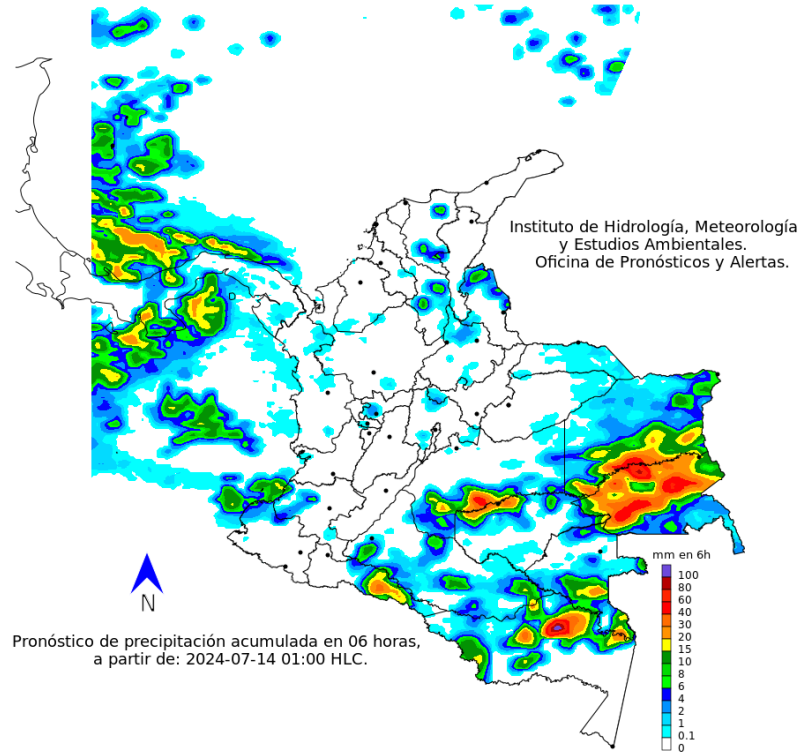 Instituto de Hidrología, Meteorología
y Estudios Ambientales.
Oficina de Pronósticos y Alertas.
mm en 6h
100
80
60
40
30
20
15
10
8
6
4
2
1
0.1
0
N
Pronóstico de precipitación acumulada en 06 horas,
a partir de: 2024-07-14 01:00 HLC.